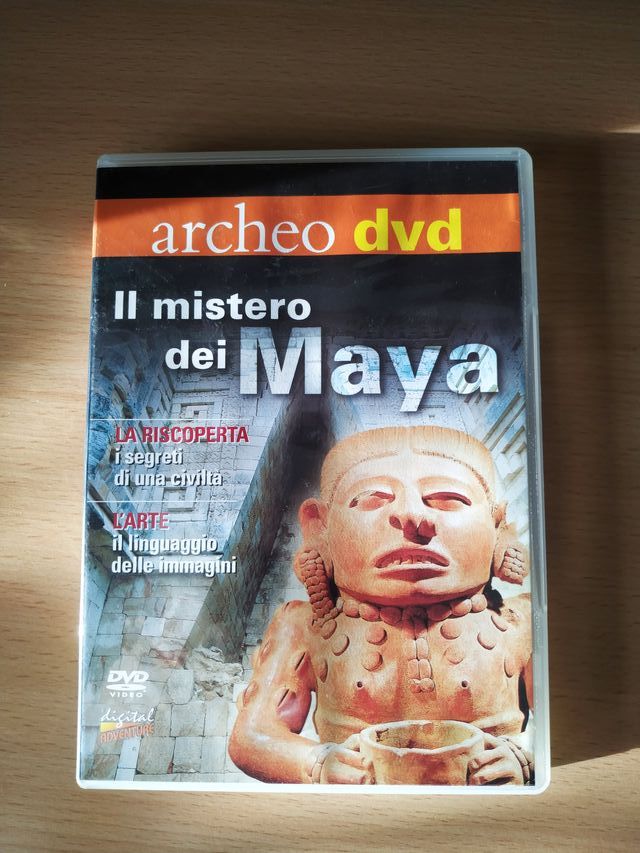 archeo dvd
Il mistero
dei Maya
LA RISCOPERTA
i segreti
di una civiltà
L'ARTE
il linguaggio
delle immagini
DVD
VIDEO
digital
ADVENTURE